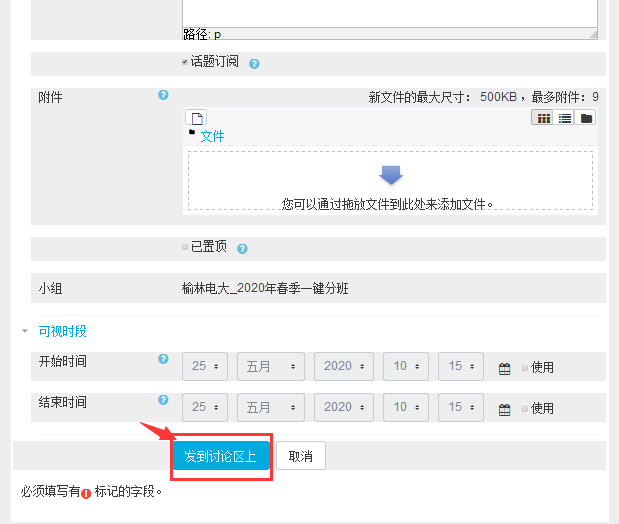 路径: p
话题订阅
附件
新文件的最大尺寸： 500KB ，最多附件：9
文件
您可以通过拖放文件到此处来添加文件。
已置顶
小组 榆林电大_2020年春季一键分班
可视时段
开始时间 25 五月 2020 10 15 使用
结束时间 25 五月 2020 10 15 使用
发到讨论区上 取消
必须填写有 标记的字段。